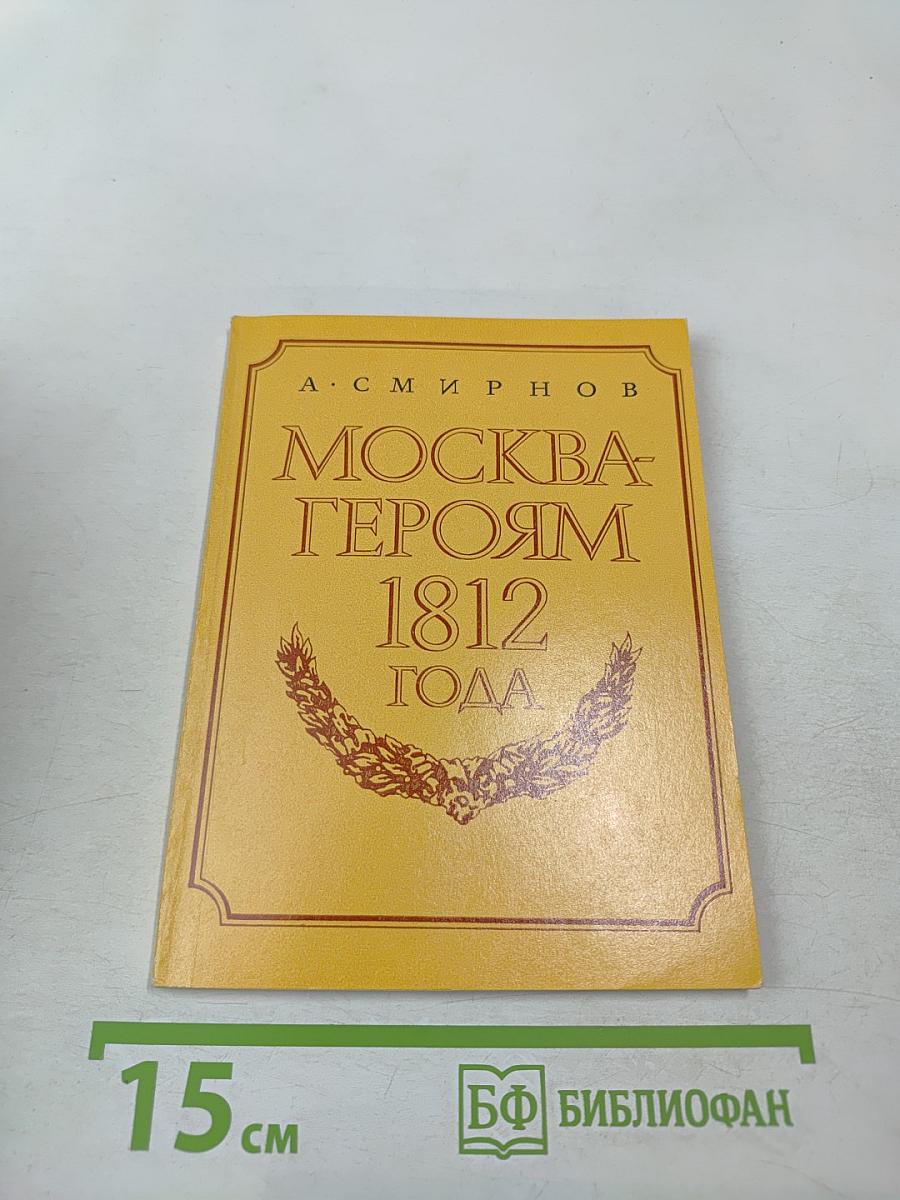 А·СМИРНОВ
МОСКВА-
ГЕРОЯМ
1812
ГОДА
15 см
БФ БИБЛИОФАН